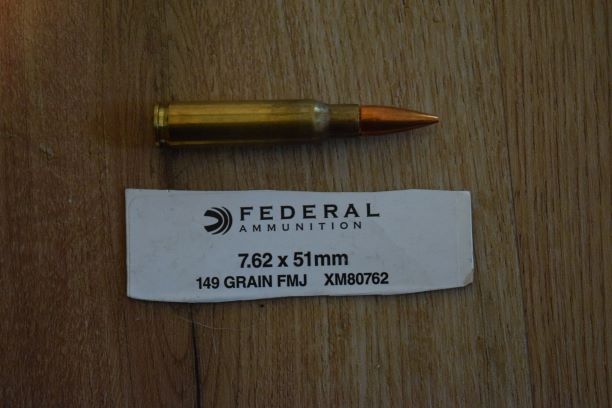 FEDERAL
AMMUNITION
7.62 x 51mm
149 GRAIN FMJ XM80762